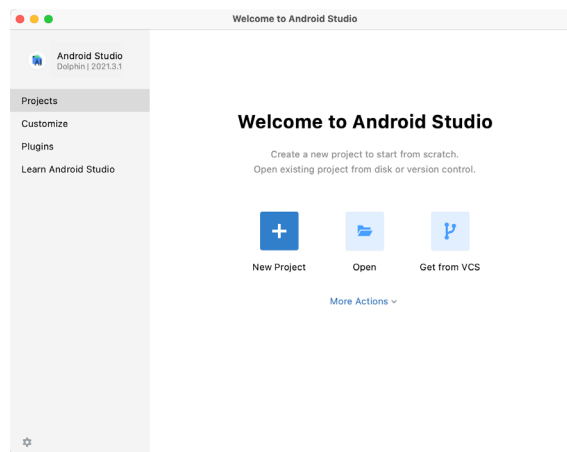 Welcome to Android Studio
Android Studio
Dolphin | 2021.3.1
Projects
Customize
Plugins
Learn Android Studio
Welcome to Android Studio
Create a new project to start from scratch.
Open existing project from disk or version control.
New Project
Open
Get from VCS
More Actions